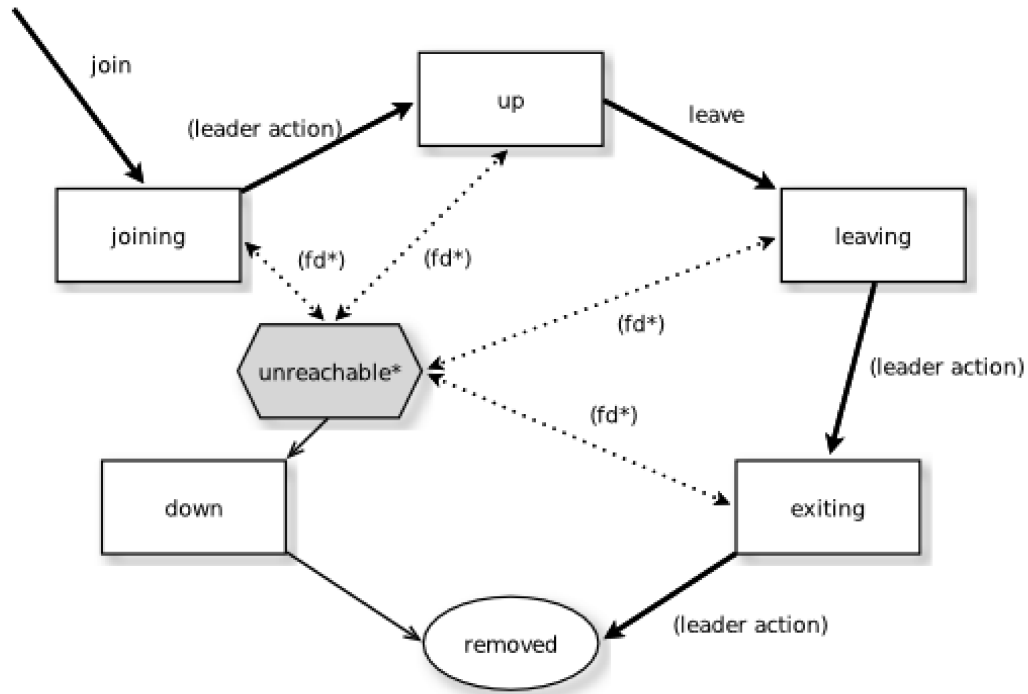 join
up
(leader action)
leave
joining
leaving
(fd*)
(fd*)
(fd*)
unreachable*
(leader action)
(fd*)
down
exiting
(leader action)
removed